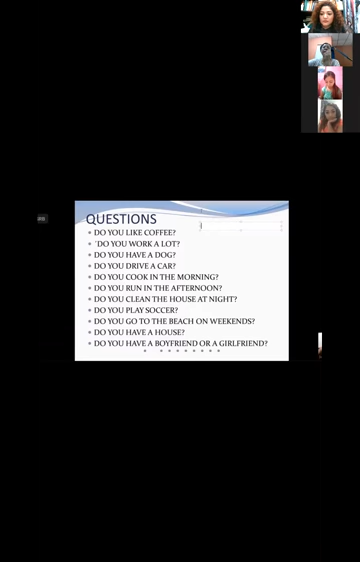 QUESTIONS
DO YOU LIKE COFFEE?
´DO YOU WORK A LOT?
DO YOU HAVE A DOG?
DO YOU DRIVE A CAR?
DO YOU COOK IN THE MORNING?
DO YOU RUN IN THE AFTERNOON?
DO YOU CLEAN THE HOUSE AT NIGHT?
DO YOU PLAY SOCCER?
DO YOU GO TO THE BEACH ON WEEKENDS?
DO YOU HAVE A HOUSE?
DO YOU HAVE A BOYFRIEND OR A GIRLFRIEND?